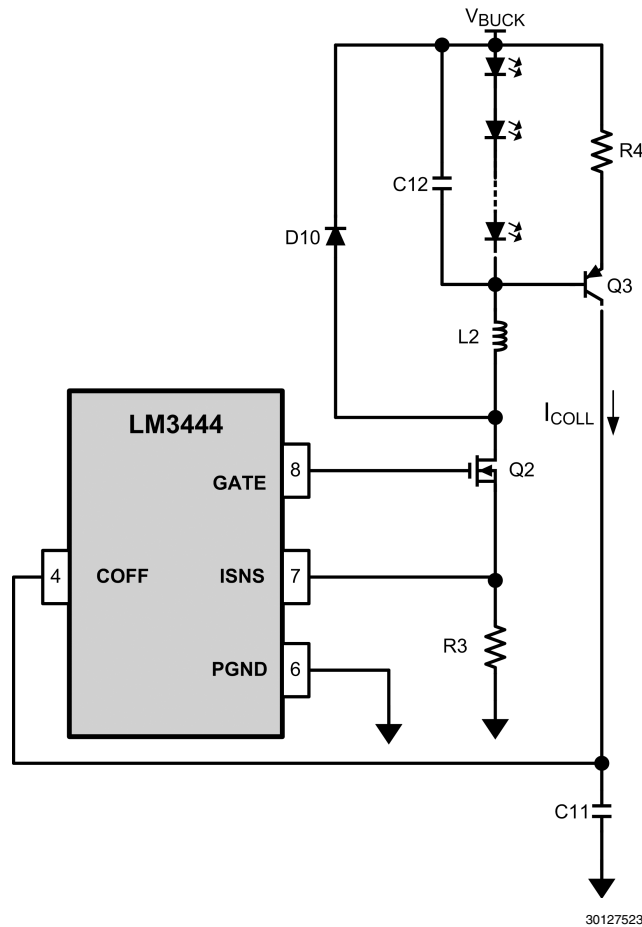 VBUCK
R4
C12
D10
Q3
L2
ICOLL
LM3444
GATE
8
Q2
4
COFF
ISNS
7
R3
PGND
6
C11
30127523